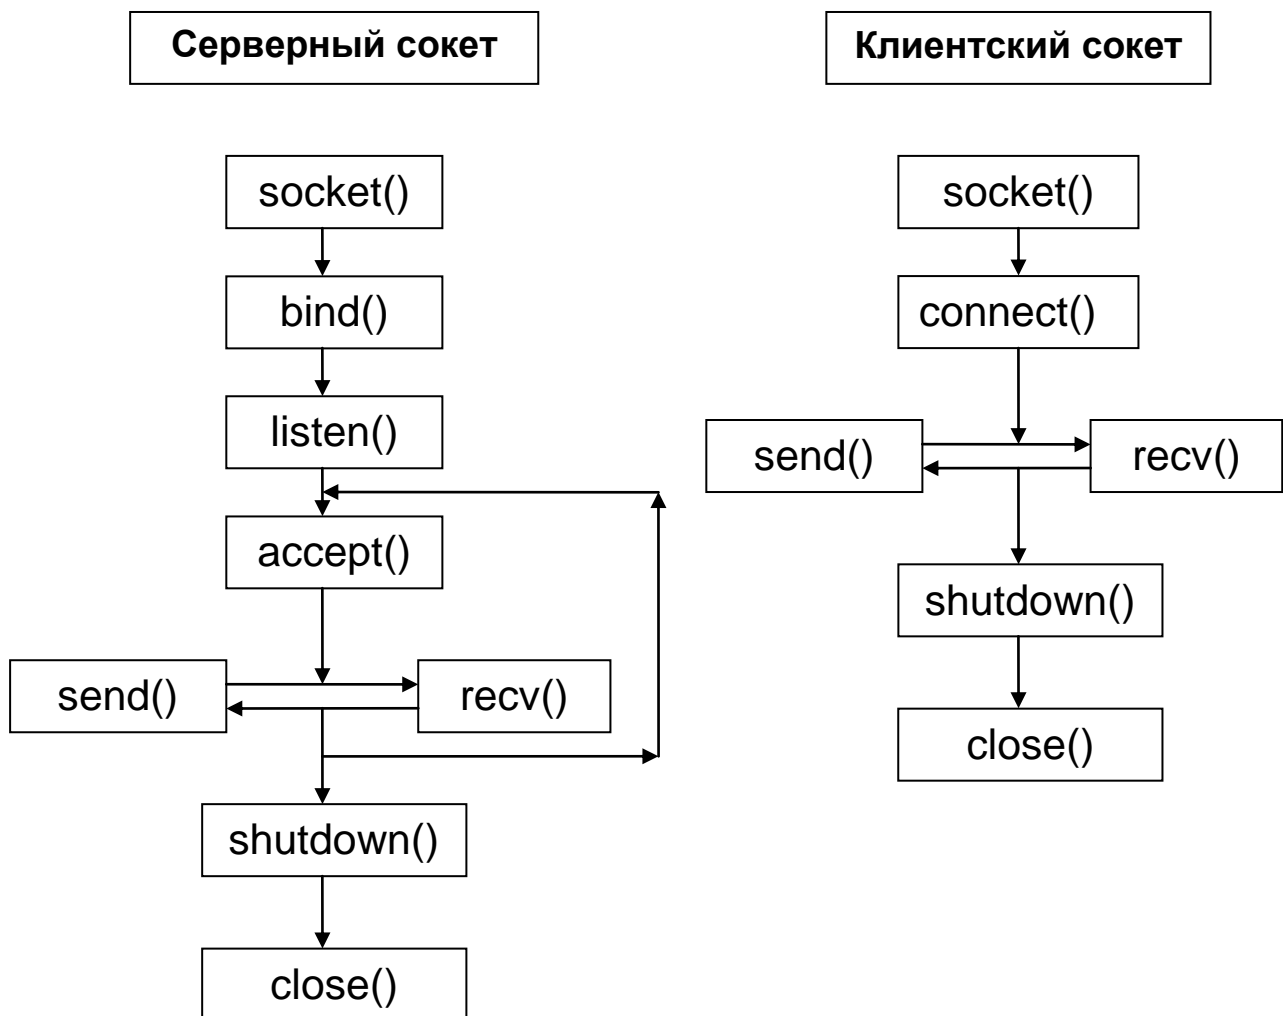 Серверный сокет
socket()
bind()
listen()
accept()
send()
recv()
shutdown()
close()
Клиентский сокет
socket()
connect()
send()
recv()
shutdown()
close()